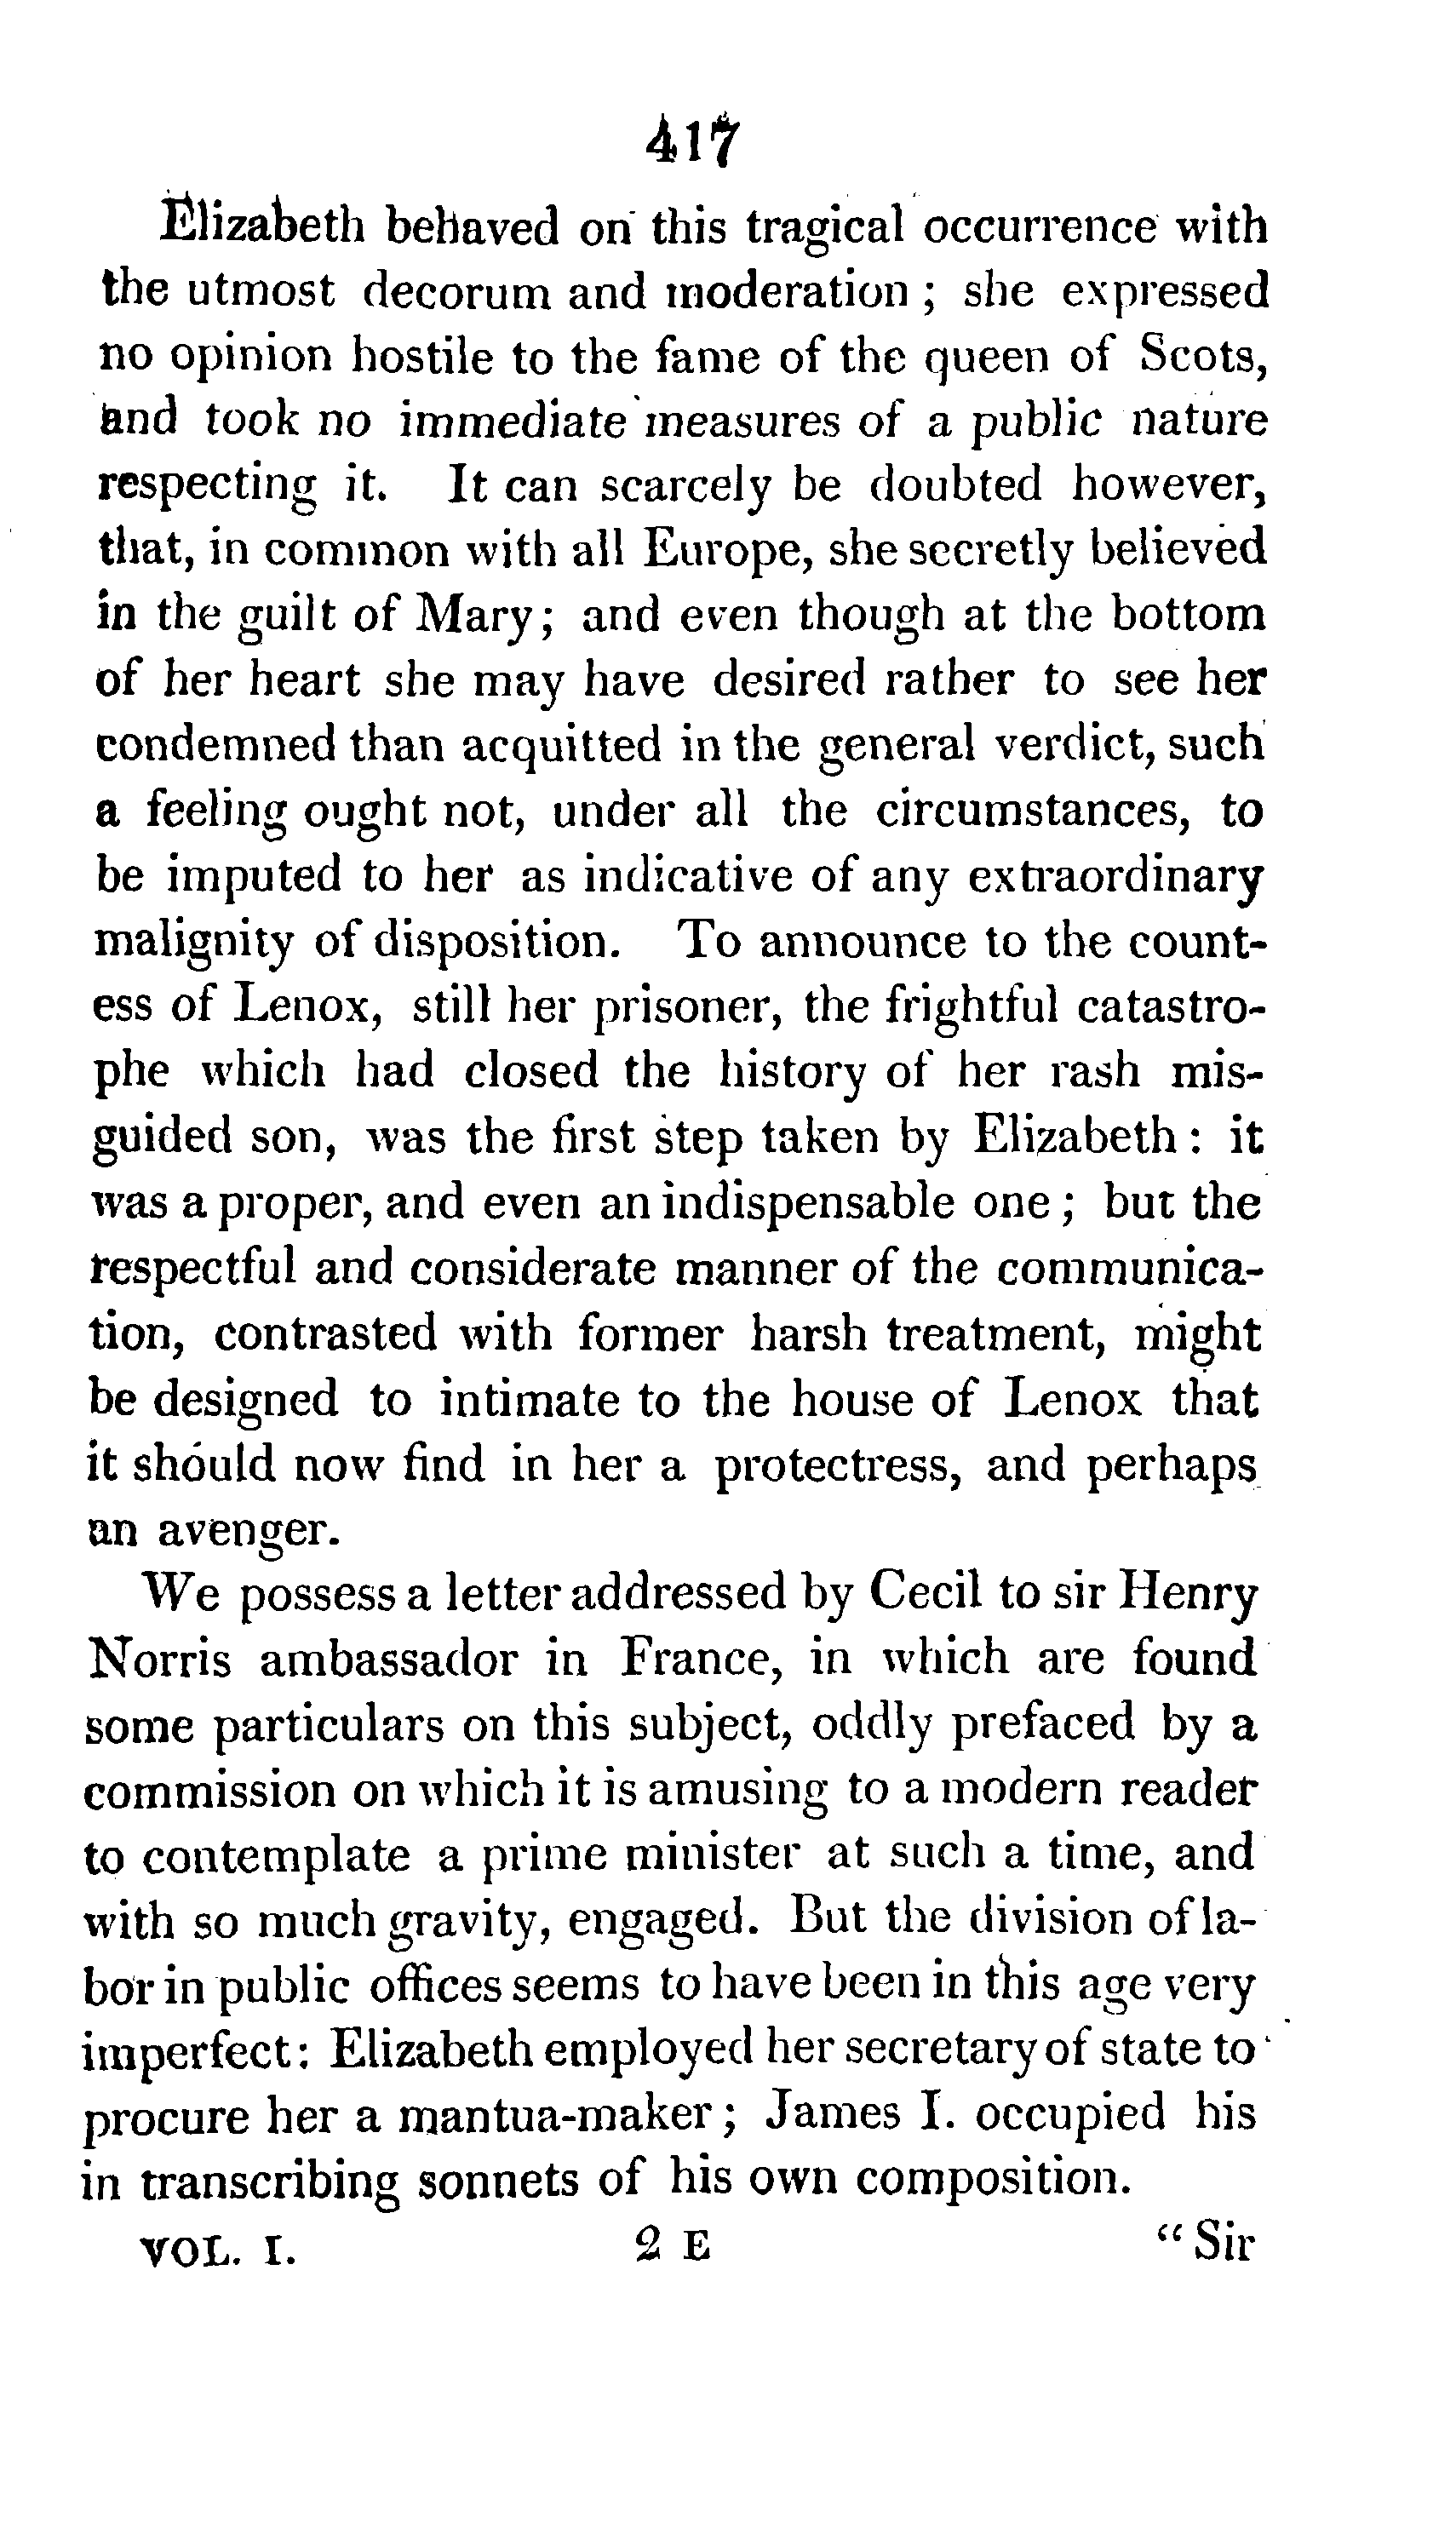 417
Elizabeth behaved on this tragical occurrence with
the utmost decorum and moderation ; she expressed
no opinion hostile to the fame of the queen of Scots,
and took no immediate measures of a public nature
respecting it. It can scarcely be doubted however,
that, in common with all Europe, she secretly believed
in the guilt of Mary; and even though at the bottom
of her heart she may have desired rather to see her
condemned than acquitted in the general verdict, such
a feeling ought not, under all the circumstances, to
be imputed to her as indicative of any extraordinary
malignity of disposition. To announce to the count-
ess of Lenox, still her prisoner, the frightful catastro-
phe which had closed the history of her rash mis-
guided son, was the first step taken by Elizabeth : it
was a proper, and even an indispensable one ; but the
respectful and considerate manner of the communica-
tion, contrasted with former harsh treatment, might
be designed to intimate to the house of Lenox that
it should now find in her a protectress, and perhaps
an avenger.
We possess a letter addressed by Cecil to sir Henry
Norris ambassador in France, in which are found
some particulars on this subject, oddly prefaced by a
commission on which it is amusing to a modern reader
to contemplate a prime minister at such a time, and
with so much gravity, engaged. But the division of la-
bor in public offices seems to have been in this age very
imperfect: Elizabeth employed her secretary of state to
procure her a mantua-maker ; James I. occupied his
in transcribing sonnets of his own composition.
VOL. I. 2 E “ Sir